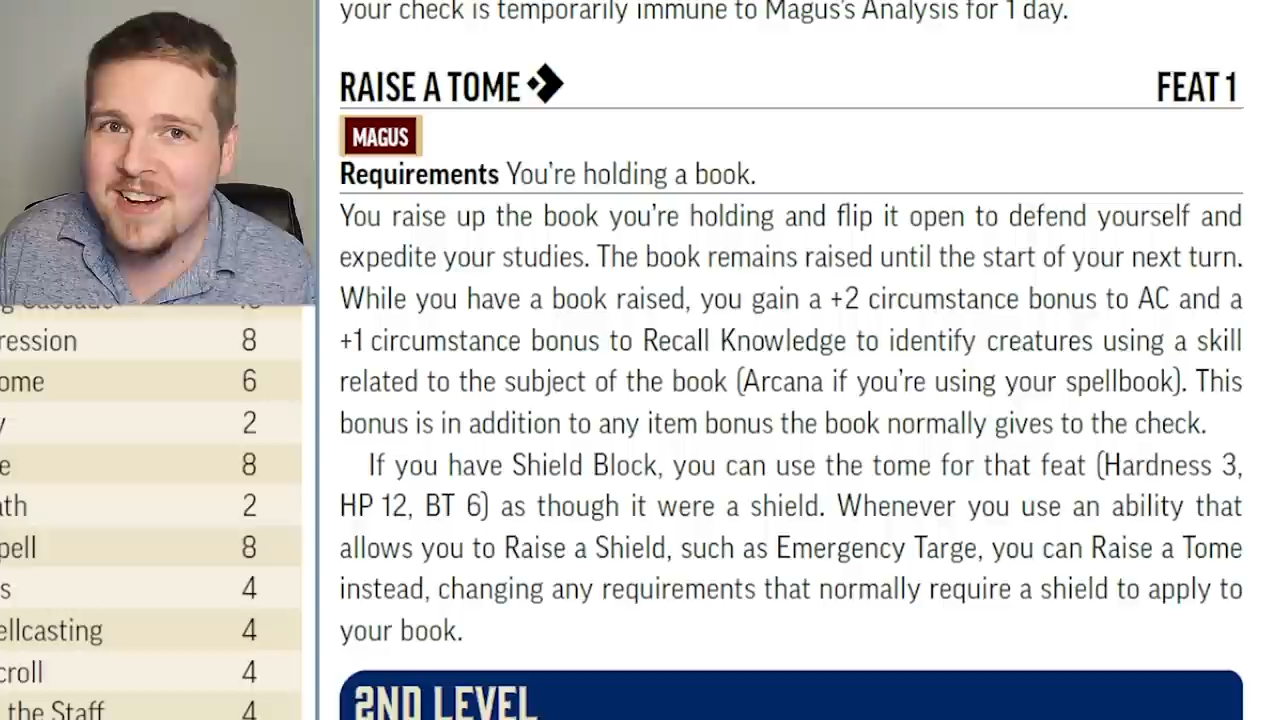 your check is temporarily immune to Magus's Analysis for 1 day.
RAISE A TOME
FEAT 1
MAGUS
Requirements You're holding a book.
You raise up the book you're holding and flip it open to defend yourself and
expedite your studies. The book remains raised until the start of your next turn.
While you have a book raised, you gain a +2 circumstance bonus to AC and a
+1 circumstance bonus to Recall Knowledge to identify creatures using a skill
related to the subject of the book (Arcana if you're using your spellbook). This
bonus is in addition to any item bonus the book normally gives to the check.
If you have Shield Block, you can use the tome for that feat (Hardness 3,
HP 12, BT 6) as though it were a shield. Whenever you use an ability that
allows you to Raise a Shield, such as Emergency Targe, you can Raise a Tome
instead, changing any requirements that normally require a shield to apply to
your book.
2ND LEVEL
ression 8
ome 6
y 2
e 8
ath 2
pell 8
s 4
ellcasting 4
croll 4
the Staff 4